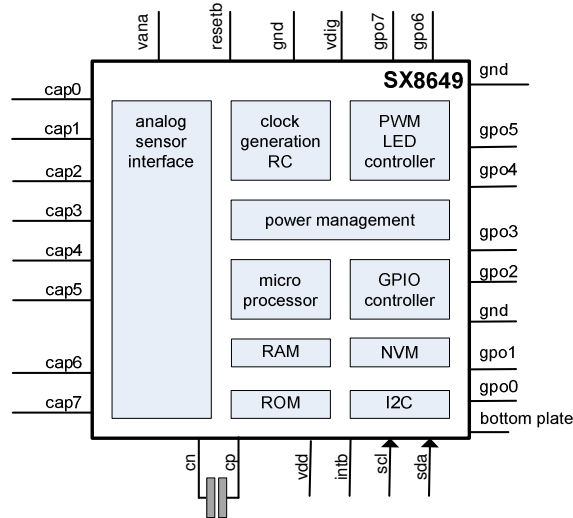 vana
resetb
gnd
vdig
gpo7
gpo6
SX8649
cap0
cap1
cap2
cap3
cap4
cap5
cap6
cap7
analog
sensor
interface
clock
generation
RC
PWM
LED
controller
power management
micro
processor
GPIO
controller
RAM
NVM
ROM
I2C
gnd
gpo5
gpo4
gpo3
gpo2
gnd
gpo1
gpo0
bottom plate
cn
cp
vdd
intb
scl
sda